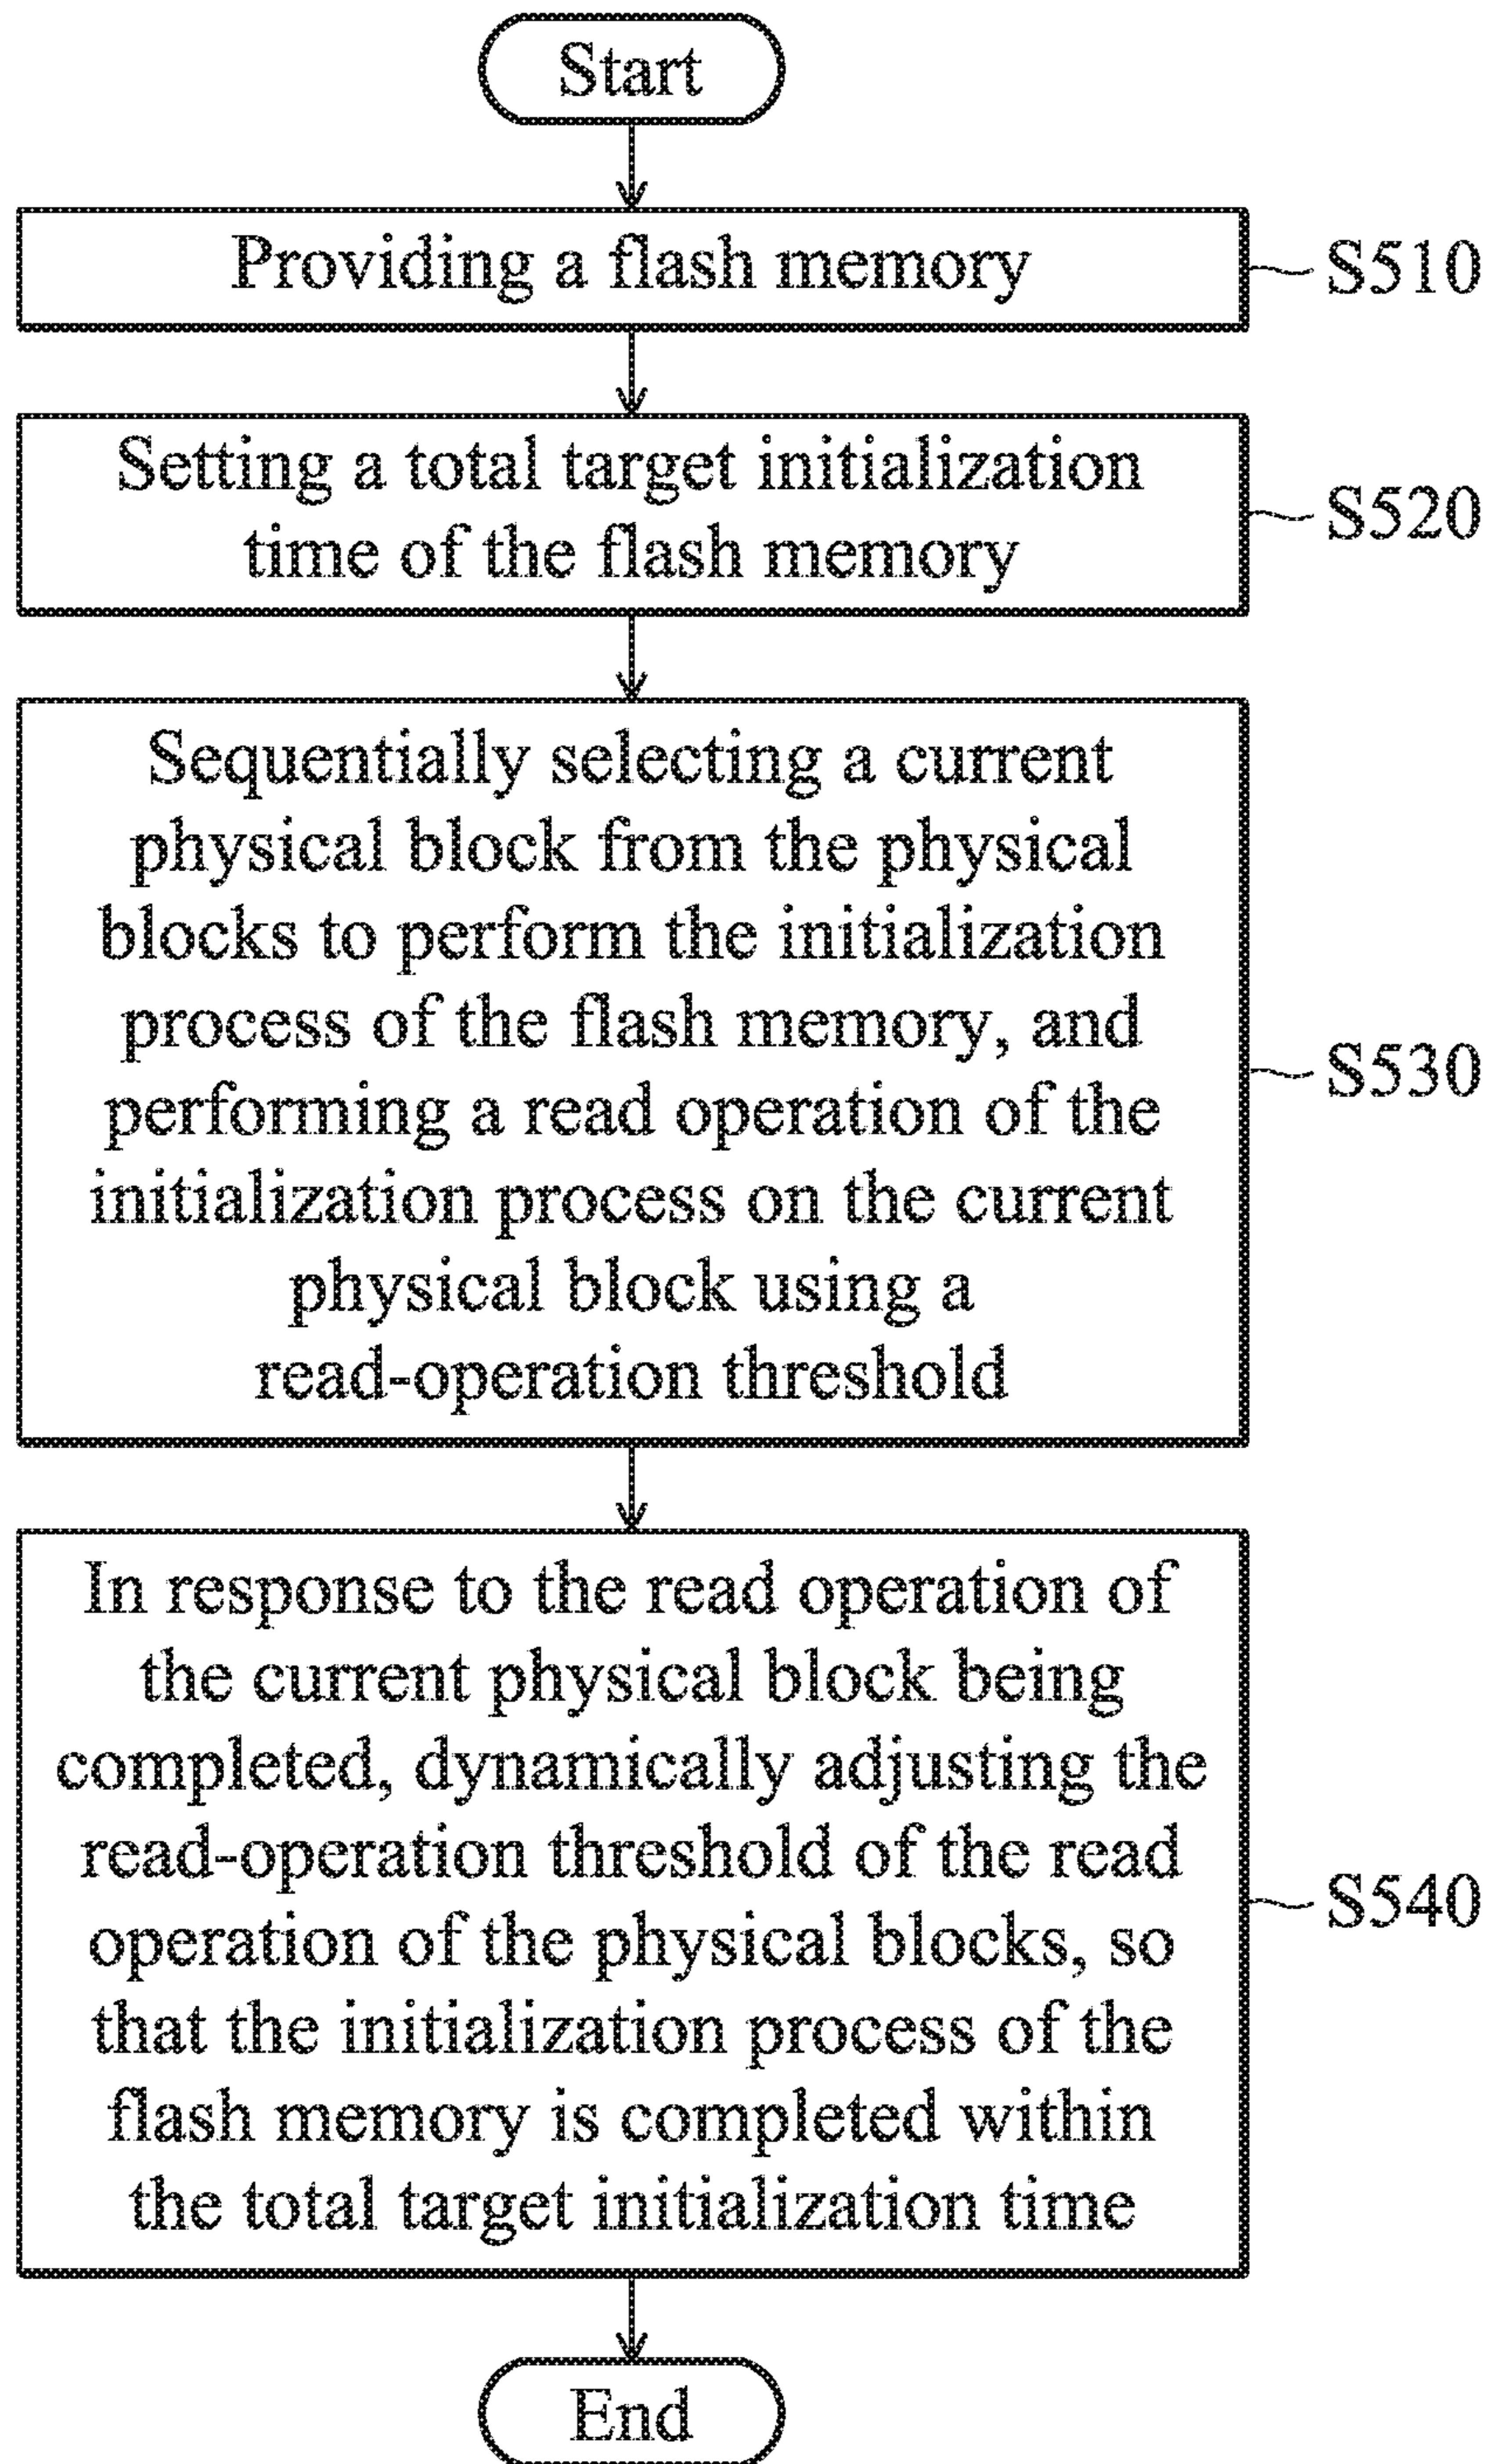 Start
Providing a flash memory
S510
Setting a total target initialization
time of the flash memory
S520
Sequentially selecting a current
physical block from the physical
blocks to perform the initialization
process of the flash memory, and
performing a read operation of the
initialization process on the current
physical block using a
read-operation threshold
S530
In response to the read operation of
the current physical block being
completed, dynamically adjusting the
read-operation threshold of the read
operation of the physical blocks, so
that the initialization process of the
flash memory is completed within
the total target initialization time
S540
End